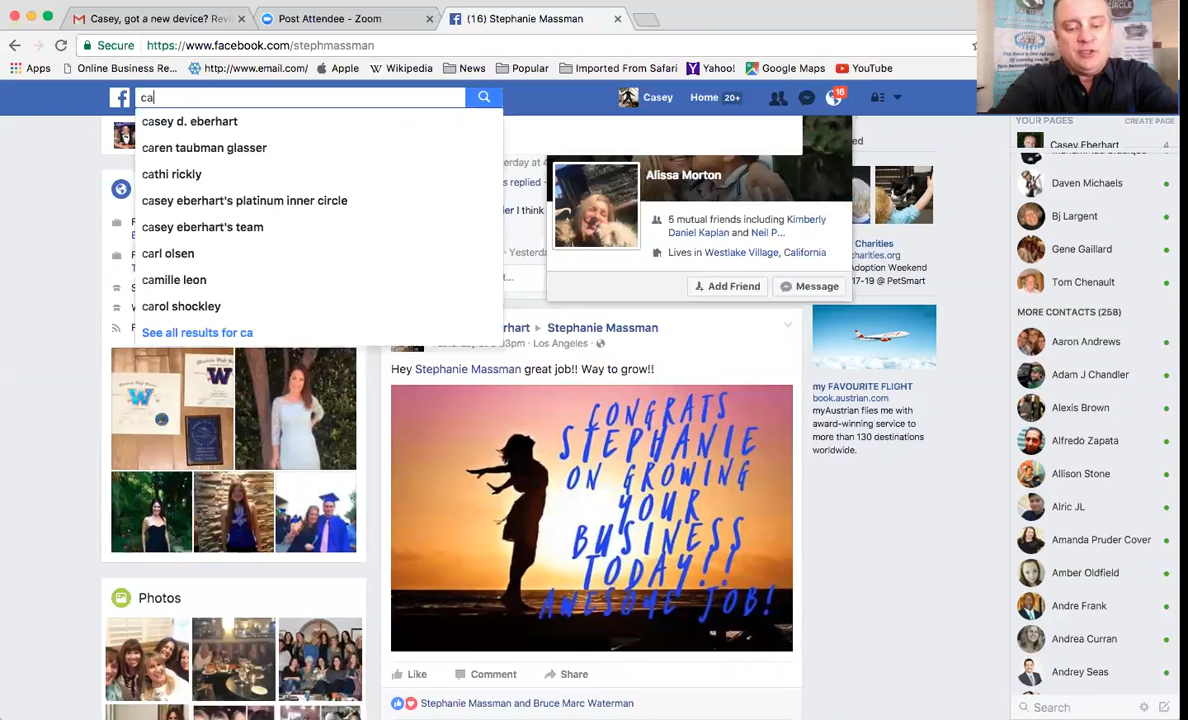 Casey, got a new device? Revi
Post Attendee - Zoom
(16) Stephanie Massman
Secure
https://www.facebook.com/stephmassman
Apps
Online Business Re...
http://www.email.com/
Apple
Wikipedia
News
Popular
Imported From Safari
Yahoo!
Google Maps
YouTube
ca
Casey
Home 20+
16
casey d. eberhart
caren taubman glasser
cathi rickly
casey eberhart's platinum inner circle
casey eberhart's team
carl olsen
camille leon
carol shockley
See all results for ca
Alissa Morton
5 mutual friends including Kimberly
Daniel Kaplan and Neil P...
Lives in Westlake Village, California
Add Friend
Message
Stephanie Massman
Los Angeles
Hey Stephanie Massman great job!! Way to grow!!
CONGRATS
STEPHANIE
ON GROWING
YOUR
BUSINESS
TODAY!!
AWESOME JOB!
Like
Comment
Share
Stephanie Massman and Bruce Marc Waterman
Photos
Charities
charities.org
adoption Weekend
17-19 @ PetSmart
my FAVOURITE FLIGHT
book.austrian.com
myAustrian flies me with
award-winning service to
more than 130 destinations
worldwide.
YOUR PAGES
CREATE PAGE
Casey Eberhart
4
Daven Michaels
Bj Largent
Gene Gaillard
Tom Chenault
MORE CONTACTS (258)
Aaron Andrews
Adam J Chandler
Alexis Brown
Alfredo Zapata
Allison Stone
Alric JL
Amanda Pruder Cover
Amber Oldfield
Andre Frank
Andrea Curran
Andrey Seas
Search